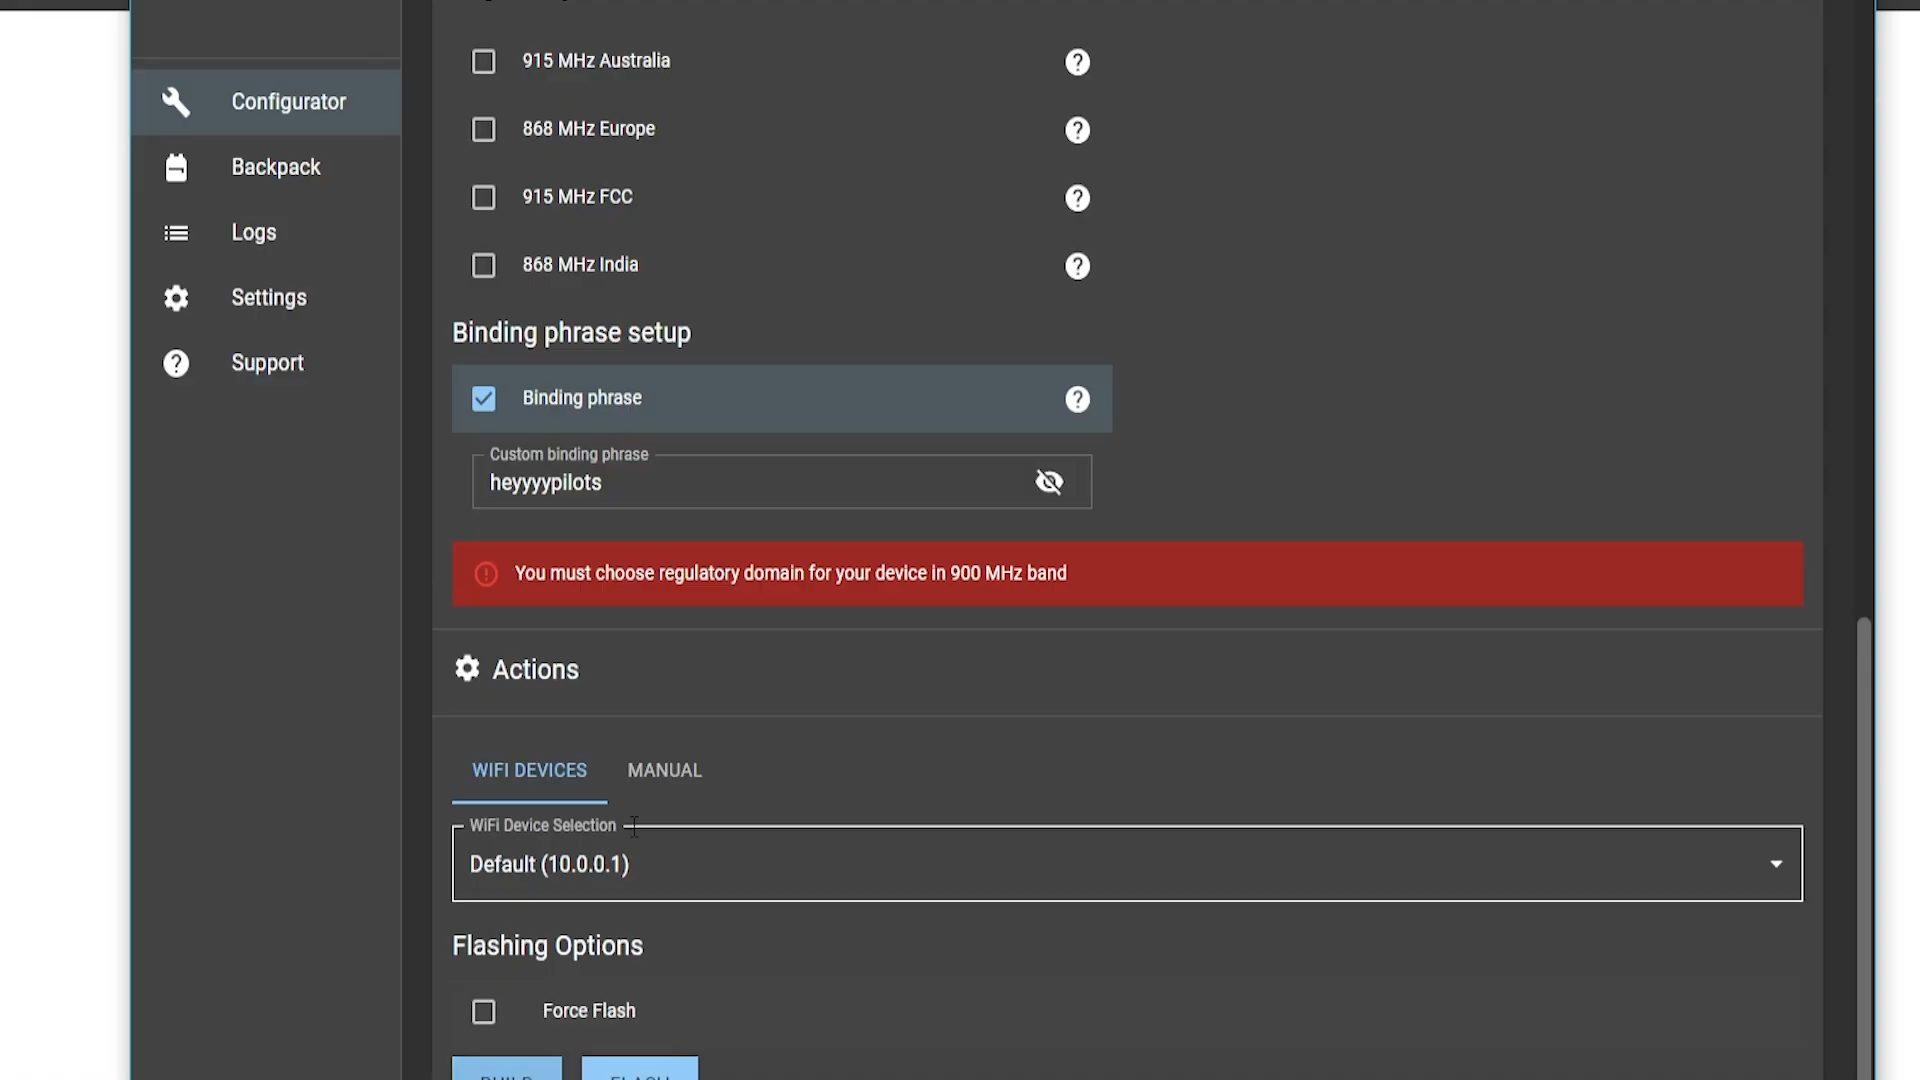 Configurator
Backpack
Logs
Settings
Support
915 MHz Australia
868 MHz Europe
915 MHz FCC
868 MHz India
Binding phrase setup
Binding phrase
Custom binding phrase
heyyyypilots
You must choose regulatory domain for your device in 900 MHz band
Actions
WIFI DEVICES
MANUAL
WiFi Device Selection
Default (10.0.0.1)
Flashing Options
Force Flash
BUILD
FLASH